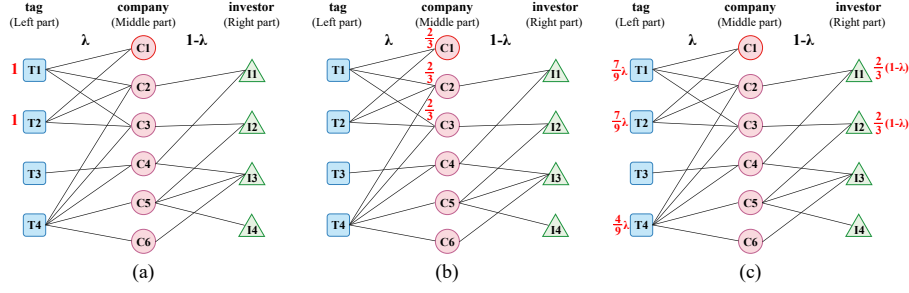 tag company investor
(Left part) (Middle part) (Right part)
λ 1-λ
C1
1 T1 I1
C2
1 T2 C3 I2
T3 C4 I3
C5
T4 I4
C6
(a)
tag company investor
(Left part) (Middle part) (Right part)
λ 2/3 1-λ
C1
T1 2/3 I1
C2
2/3
T2 C3 I2
T3 C4 I3
C5
T4 I4
C6
(b)
tag company investor
(Left part) (Middle part) (Right part)
λ 1-λ
C1
7/9 λ T1 I1 2/3 (1-λ)
C2
7/9 λ T2 C3 I2 2/3 (1-λ)
T3 C4 I3
C5
4/9 λ T4 I4
C6
(c)